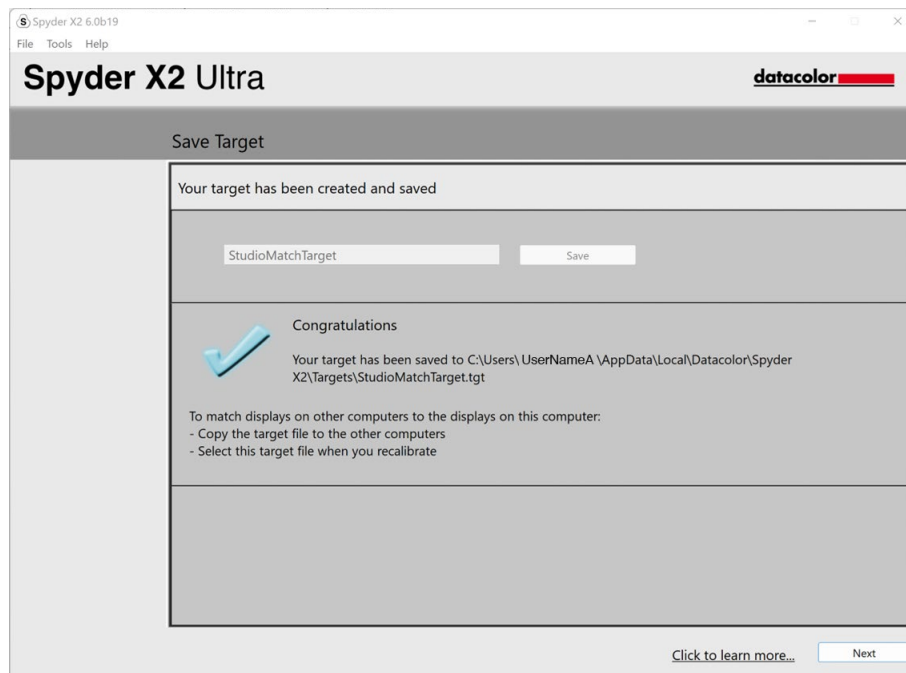 Spyder X2 6.0b19
File Tools Help
Spyder X2 Ultra
datacolor
Save Target
Your target has been created and saved
StudioMatchTarget
Save
Congratulations
Your target has been saved to C:\Users\ UserNameA \AppData\Local\Datacolor\Spyder
X2\Targets\StudioMatchTarget.tgt
To match displays on other computers to the displays on this computer:
- Copy the target file to the other computers
- Select this target file when you recalibrate
Click to learn more...
Next